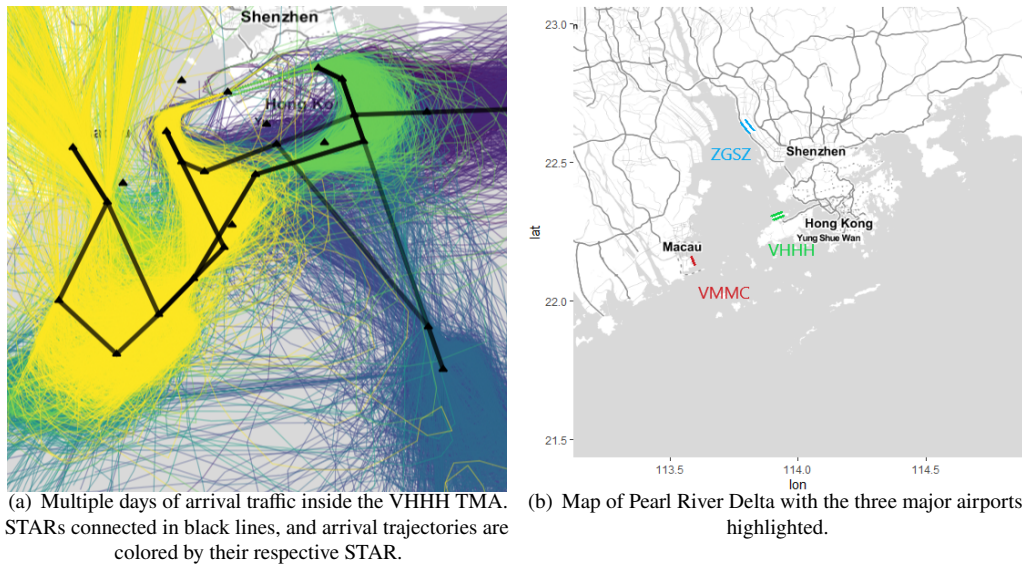 Shenzhen
Hong Ko
23.0
22.5
22.0
21.5
lat
ZGSZ
Shenzhen
Hong Kong
Yung Shue Wan
VHHH
Macau
VMMC
113.5
114.0
114.5
lon
(a) Multiple days of arrival traffic inside the VHHH TMA.
STARs connected in black lines, and arrival trajectories are
colored by their respective STAR.
(b) Map of Pearl River Delta with the three major airports
highlighted.